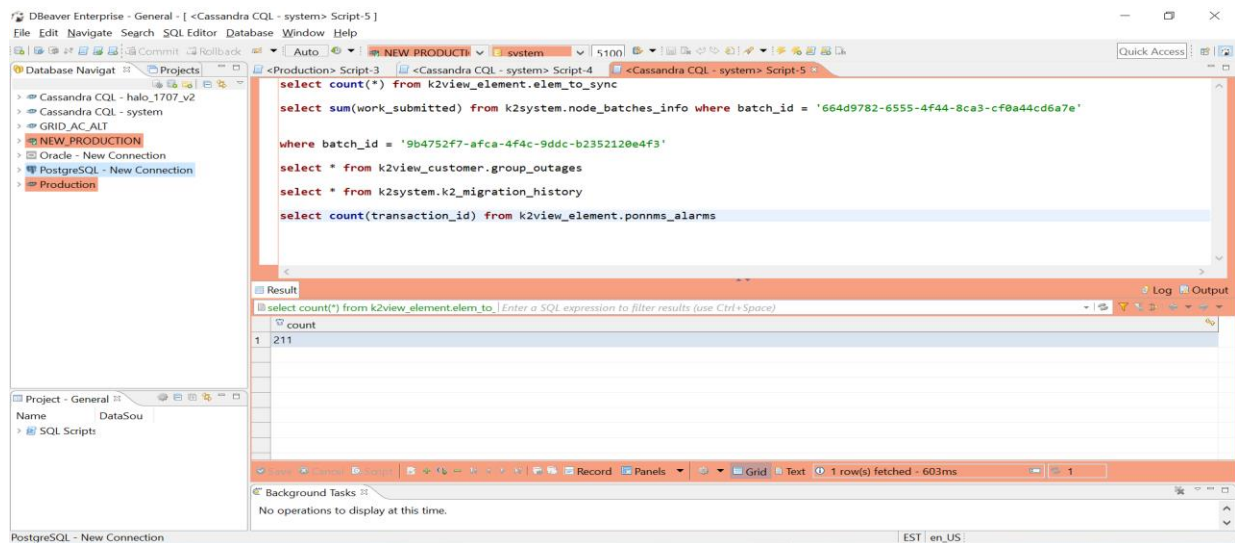 DBeaver Enterprise - General - [ <Cassandra CQL - system> Script-5 ]
File Edit Navigate Search SQL Editor Database Window Help
Commit Rollback Auto NEW PRODUCTI system 5100 Quick Access
Database Navigat Projects
Cassandra CQL - halo_1707_v2
Cassandra CQL - system
GRID_AC_ALT
NEW_PRODUCTION
Oracle - New Connection
PostgreSQL - New Connection
Production
<Production> Script-3 <Cassandra CQL - system> Script-4 <Cassandra CQL - system> Script-5
select count(*) from k2view_element.elem_to_sync
select sum(work_submitted) from k2system.node_batches_info where batch_id = '664d9782-6555-4f44-8ca3-cf0a44cd6a7e'
where batch_id = '9b4752f7-afca-4f4c-9ddc-b2352120e4f3'
select * from k2view_customer.group_outages
select * from k2system.k2_migration_history
select count(transaction_id) from k2view_element.ponnms_alarms
Result Log Output
select count(*) from k2view_element.elem_to_ Enter a SQL expression to filter results (use Ctrl+Space)
count
1 211
Project - General
Name DataSou
SQL Scripts
Save Cancel Script Record Panels Grid Text 1 row(s) fetched - 603ms 1
Background Tasks
No operations to display at this time.
PostgreSQL - New Connection EST en_US